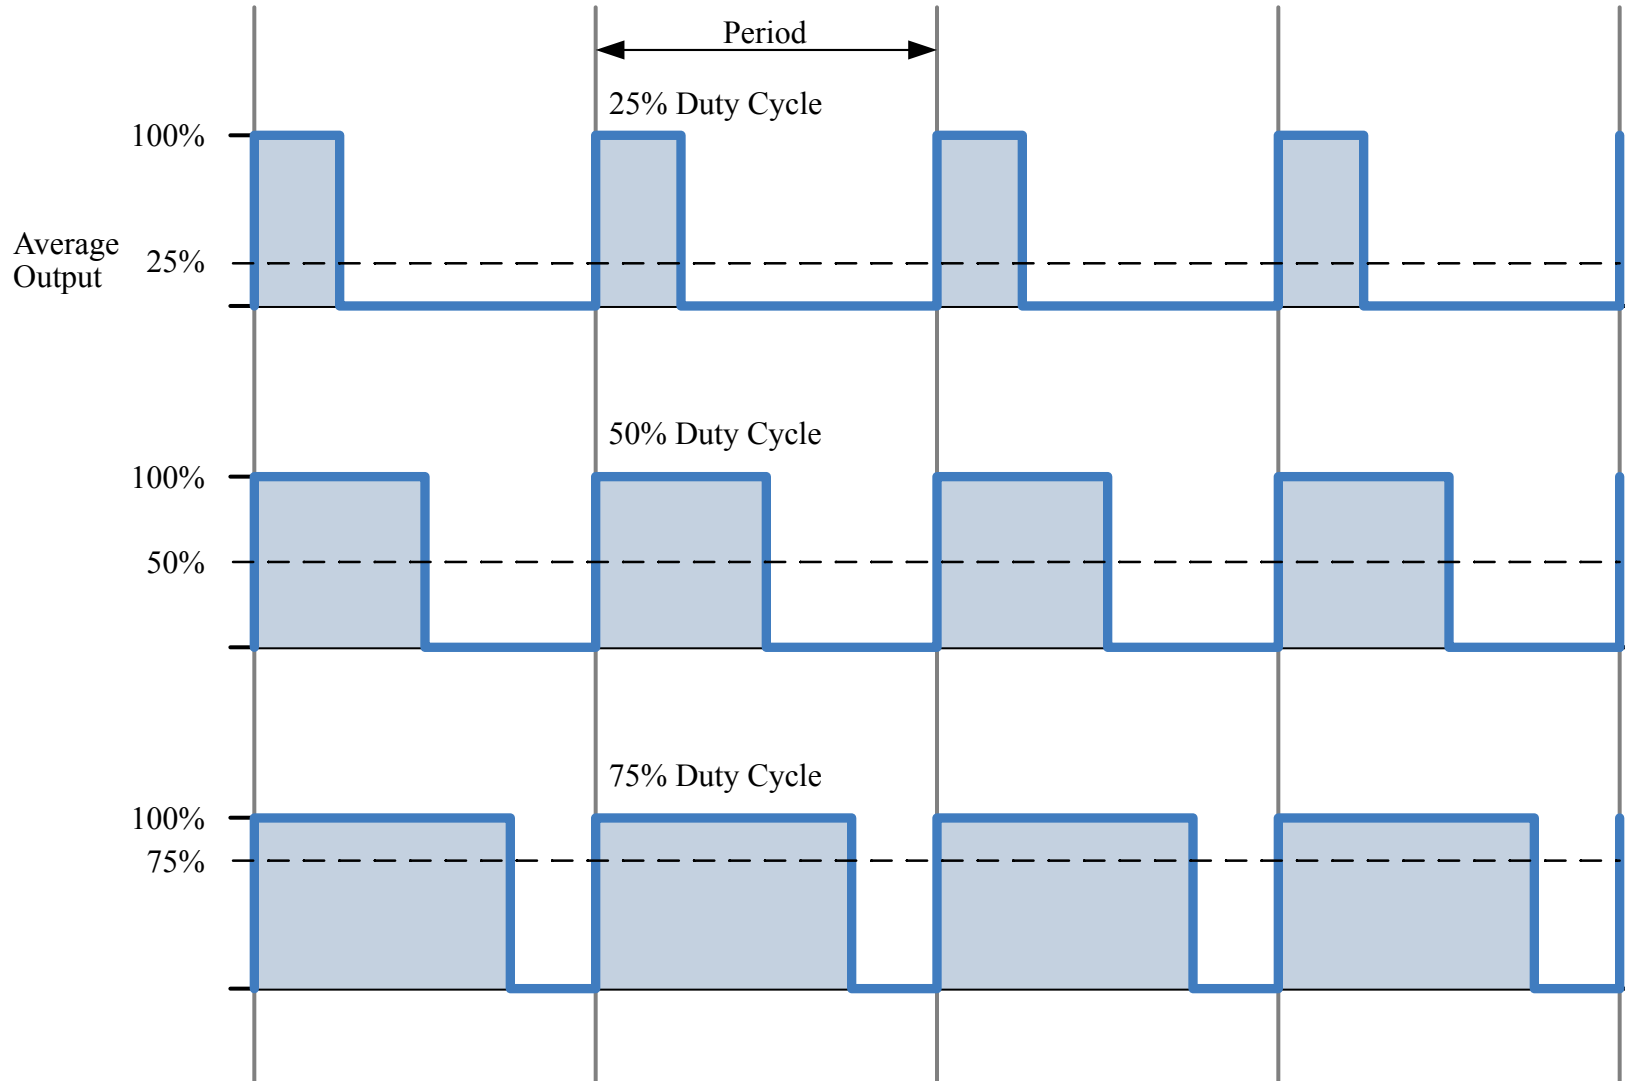 Period
25% Duty Cycle
100%
Average
Output
25%
50% Duty Cycle
100%
50%
75% Duty Cycle
100%
75%